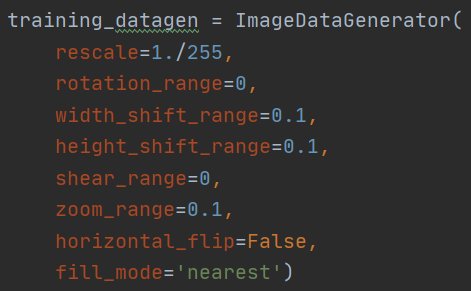 training_datagen = ImageDataGenerator(
    rescale=1./255,
    rotation_range=0,
    width_shift_range=0.1,
    height_shift_range=0.1,
    shear_range=0,
    zoom_range=0.1,
    horizontal_flip=False,
    fill_mode='nearest')